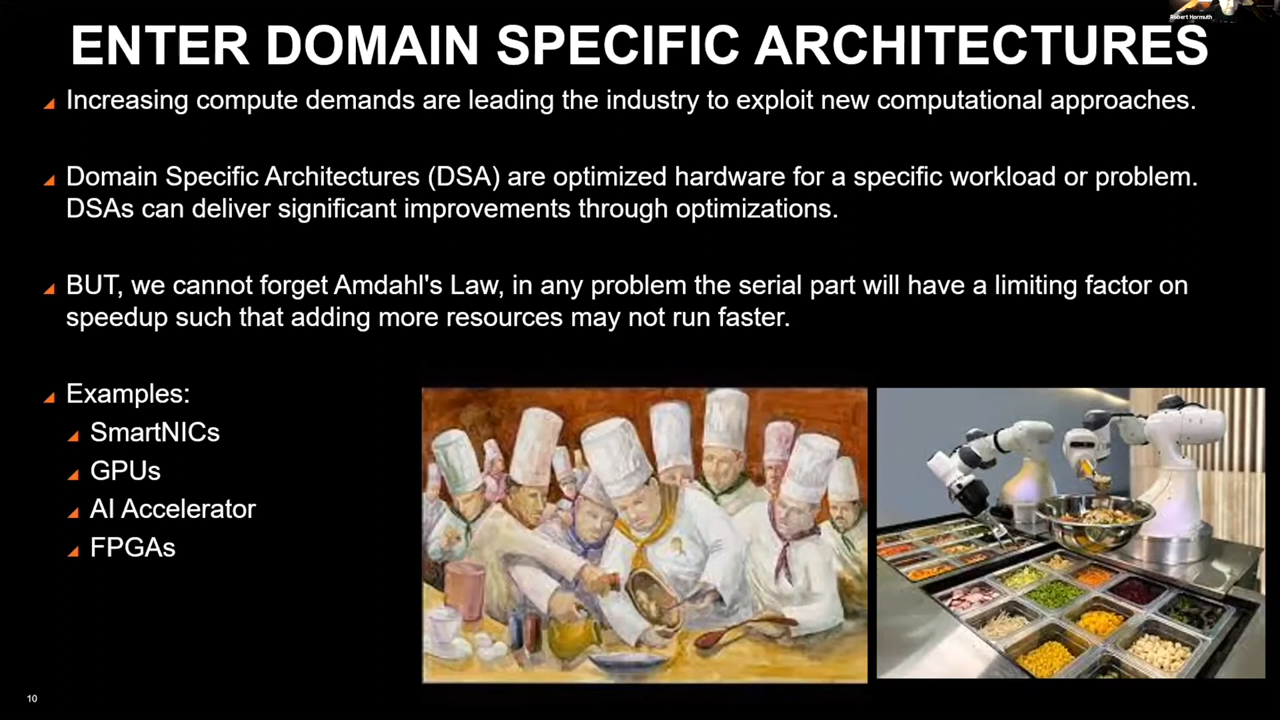 Robert Hormuth
ENTER DOMAIN SPECIFIC ARCHITECTURES
Increasing compute demands are leading the industry to exploit new computational approaches.
Domain Specific Architectures (DSA) are optimized hardware for a specific workload or problem.
DSAs can deliver significant improvements through optimizations.
BUT, we cannot forget Amdahl's Law, in any problem the serial part will have a limiting factor on
speedup such that adding more resources may not run faster.
Examples:
SmartNICs
GPUs
AI Accelerator
FPGAs
10